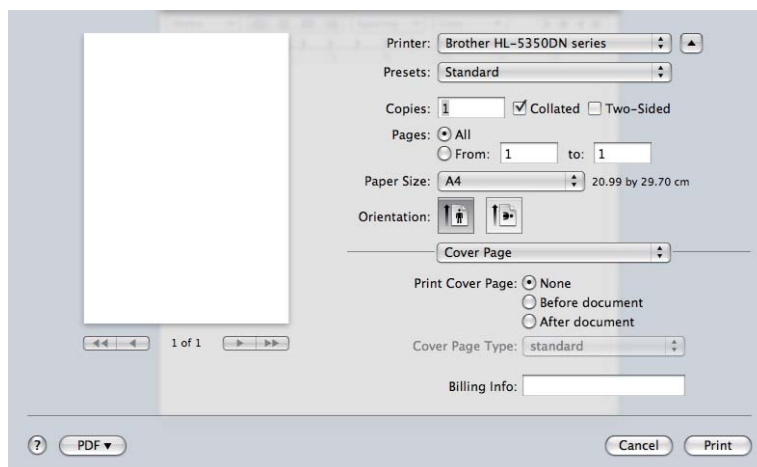 Printer: Brother HL-5350DN series
Presets: Standard
Copies: 1 Collated Two-Sided
Pages: All
From: 1 to: 1
Paper Size: A4 20.99 by 29.70 cm
Orientation:
Cover Page
Print Cover Page: None
Before document
After document
1 of 1
Cover Page Type: standard
Billing Info:
? PDF Cancel Print